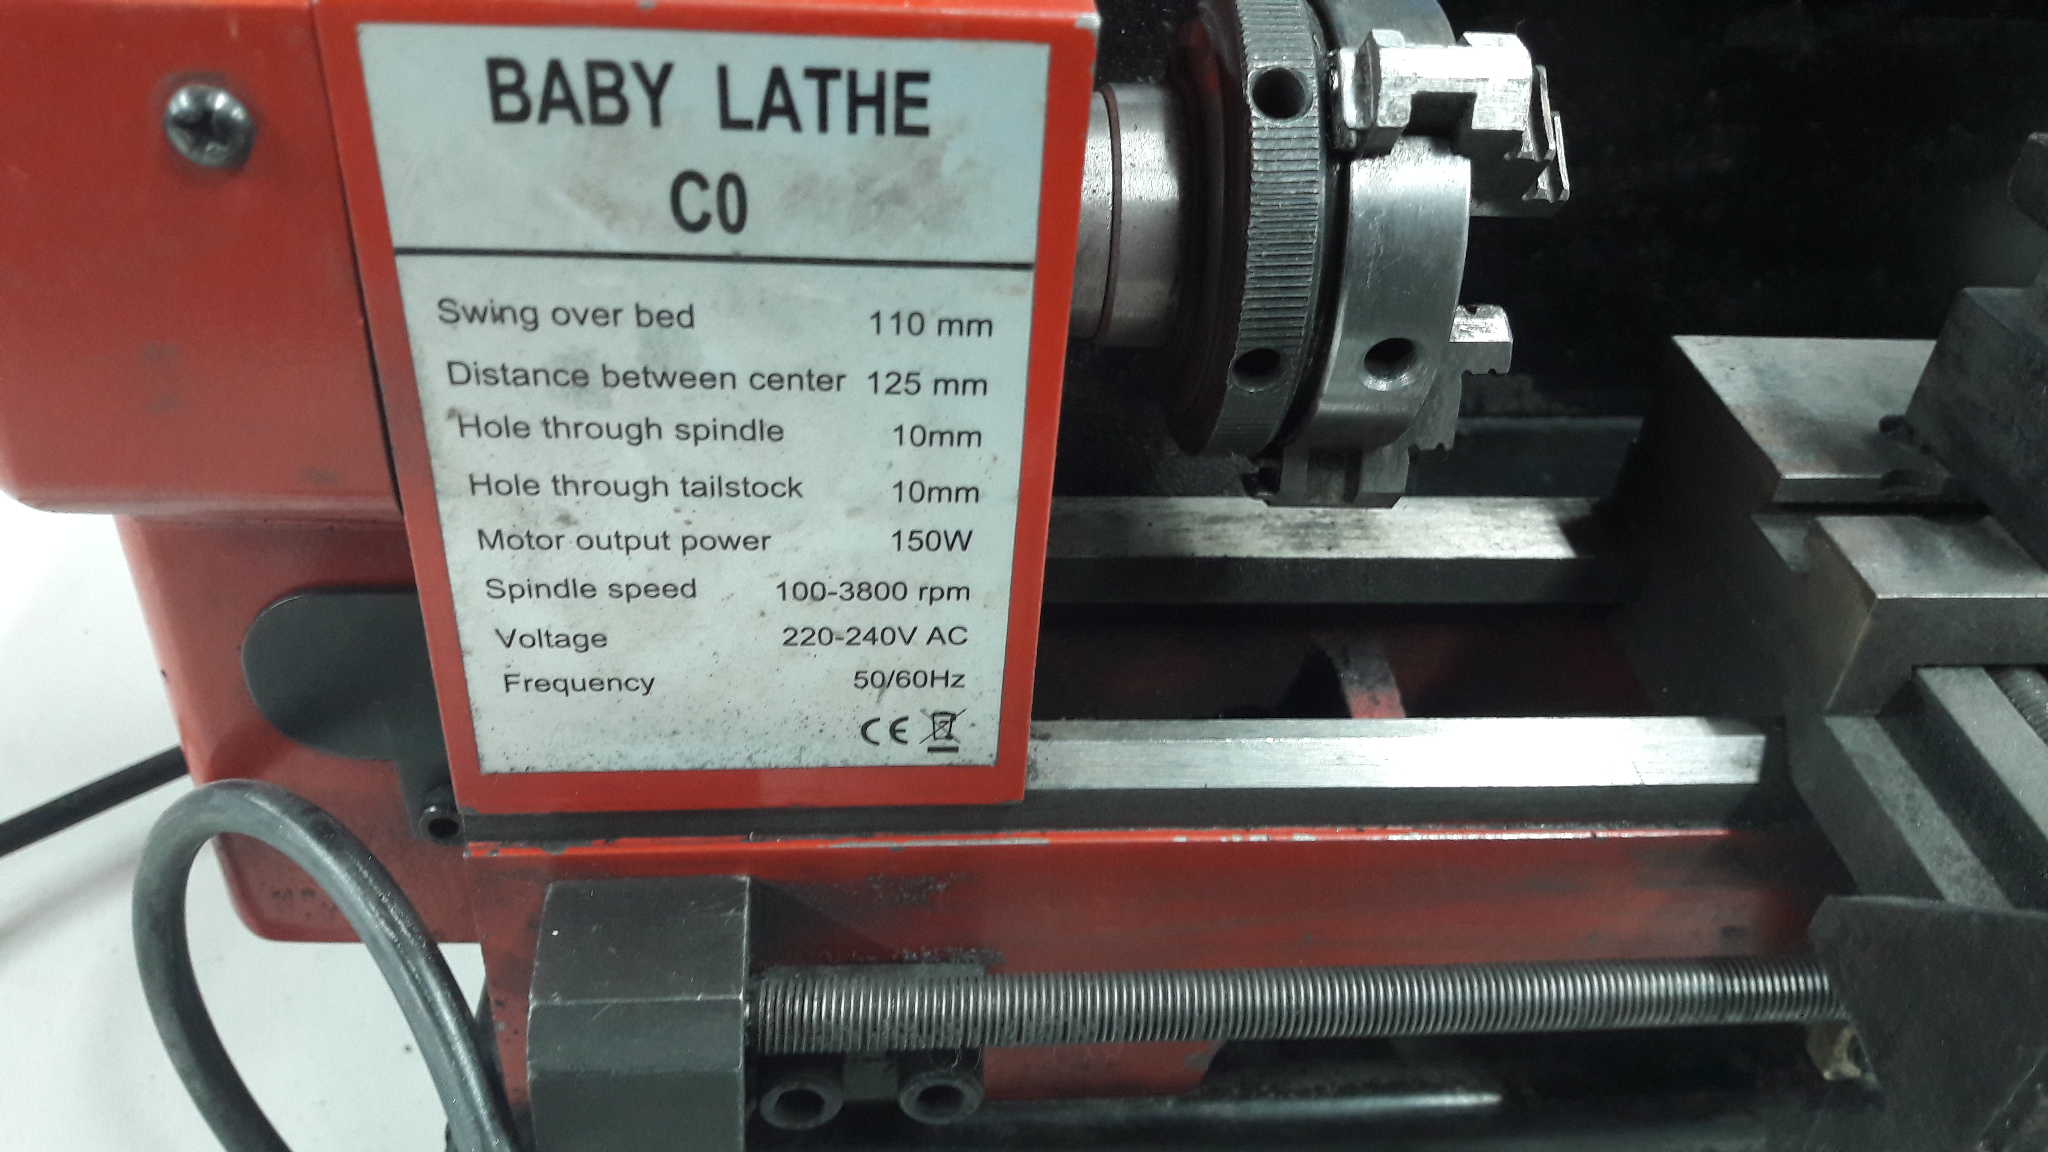 BABY LATHE
C0
Swing over bed 110 mm
Distance between center 125 mm
Hole through spindle 10mm
Hole through tailstock 10mm
Motor output power 150W
Spindle speed 100-3800 rpm
Voltage 220-240V AC
Frequency 50/60Hz
CE